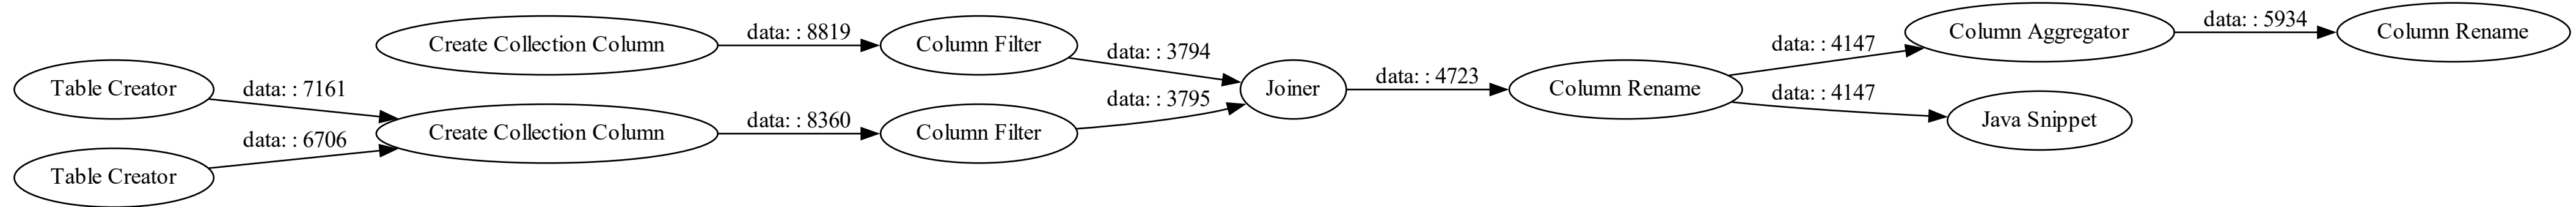 Table Creator
data: : 7161
Table Creator
data: : 6706
Create Collection Column
data: : 8819
Create Collection Column
data: : 8360
Column Filter
data: : 3794
Column Filter
data: : 3795
Joiner
data: : 4723
Column Rename
data: : 4147
data: : 4147
Column Aggregator
data: : 5934
Java Snippet
Column Rename